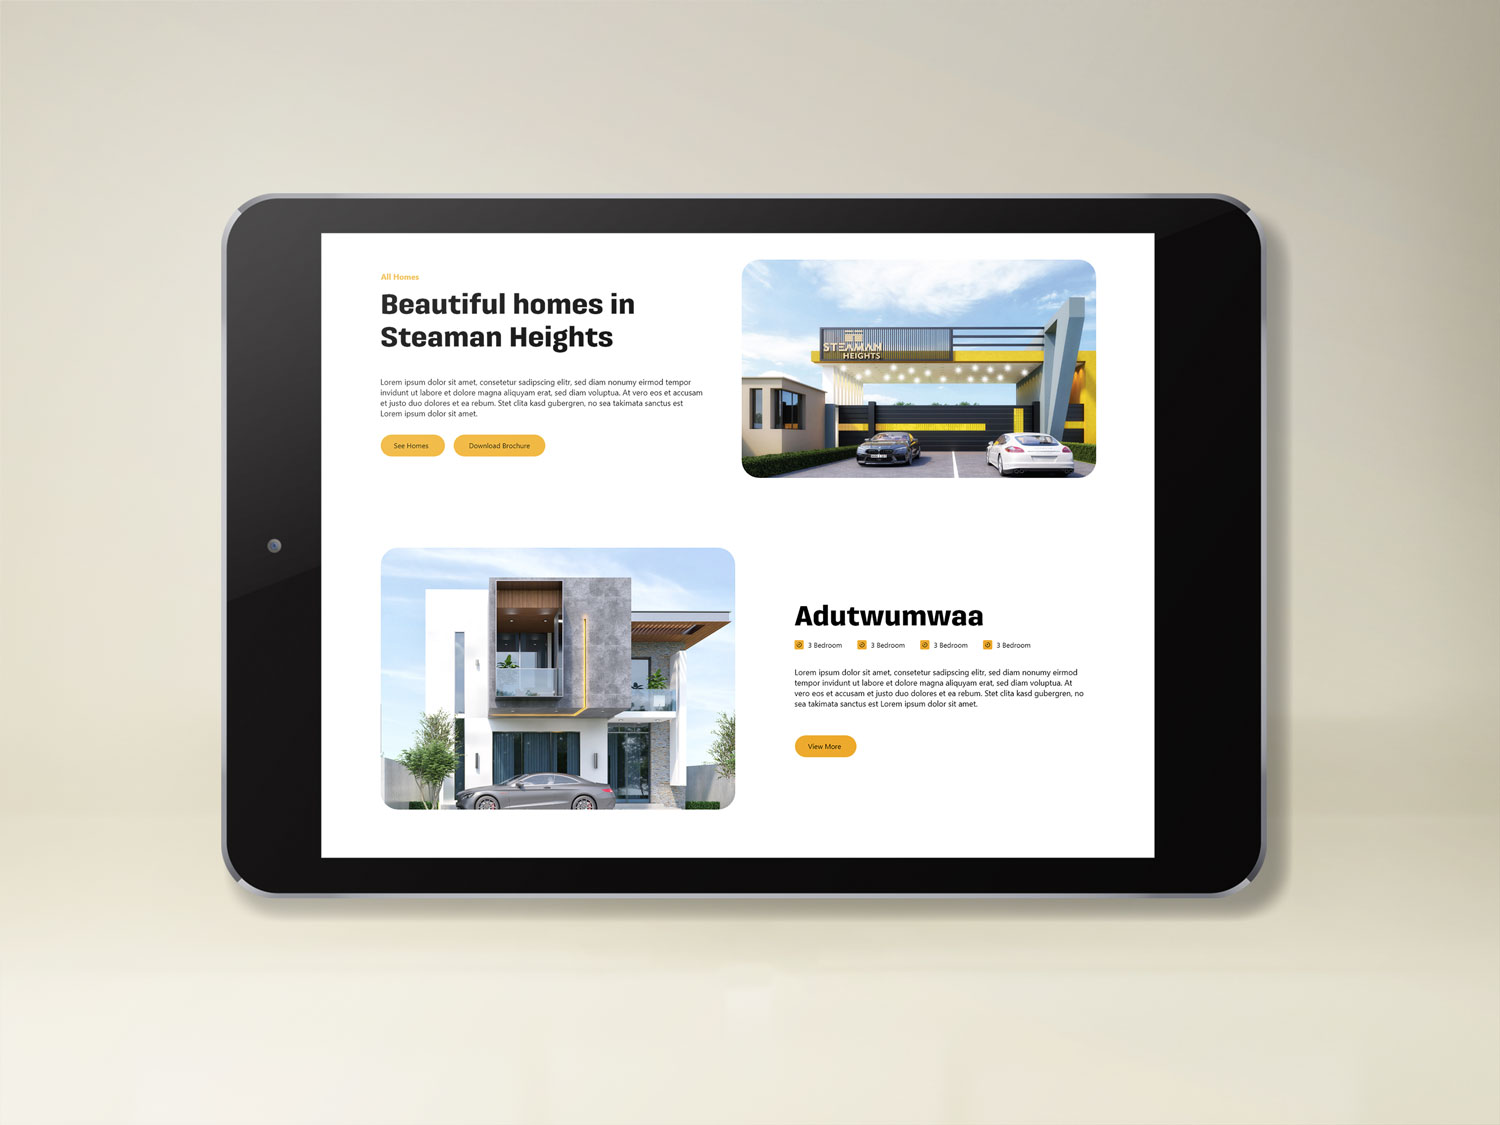 All Homes
Beautiful homes in
Steaman Heights
Lorem ipsum dolor sit amet, consetetur sadipscing elitr, sed diam nonumy eirmod tempor
invidunt ut labore et dolore magna aliquyam erat, sed diam voluptua. At vero eos et accusam
et justo duo dolores et ea rebum. Stet clita kasd gubergren, no sea takimata sanctus est
Lorem ipsum dolor sit amet.
See Homes
Download Brochure
STEAMAN
HEIGHTS
Adutwumwaa
3 Bedroom
3 Bedroom
3 Bedroom
3 Bedroom
Lorem ipsum dolor sit amet, consetetur sadipscing elitr, sed diam nonumy eirmod
tempor invidunt ut labore et dolore magna aliquyam erat, sed diam voluptua. At
vero eos et accusam et justo duo dolores et ea rebum. Stet clita kasd gubergren, no
sea takimata sanctus est Lorem ipsum dolor sit amet.
View More